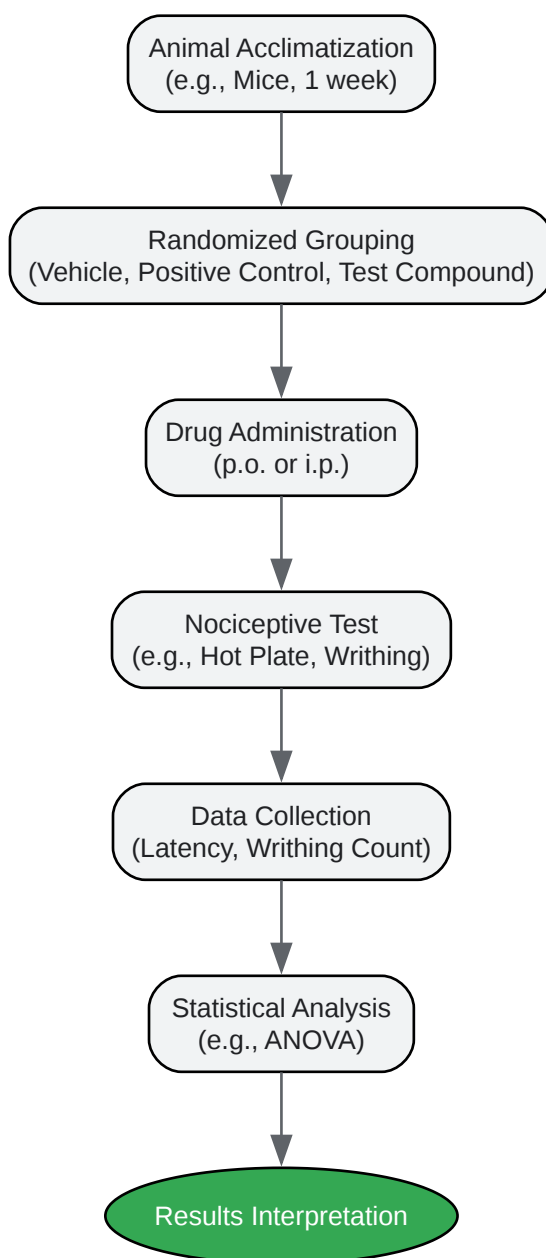 Animal Acclimatization
(e.g., Mice, 1 week)
Randomized Grouping
(Vehicle, Positive Control, Test Compound)
Drug Administration
(p.o. or i.p.)
Nociceptive Test
(e.g., Hot Plate, Writhing)
Data Collection
(Latency, Writhing Count)
Statistical Analysis
(e.g., ANOVA)
Results Interpretation